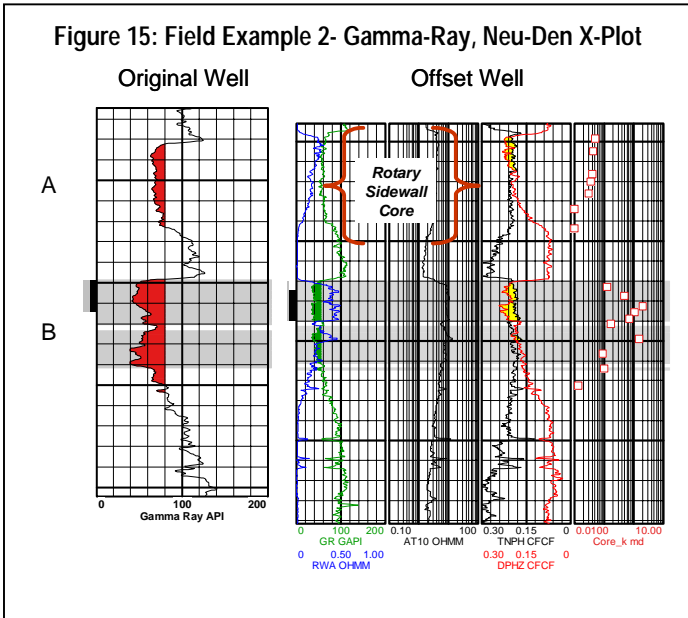 Figure 15: Field Example 2- Gamma-Ray, Neu-Den X-Plot
Original Well
Offset Well
A
B
Rotary
Sidewall
Core
0 100 200
Gamma Ray API
0 100 200
GR GAPI
0 0.50 1.00
RWA OHMM
0.10 100
AT10 OHMM
0.30 0.15 0
TNPH CFCF
0.30 0.15 0
DPHZ CFCF
0.0100 10.00
Core_k md